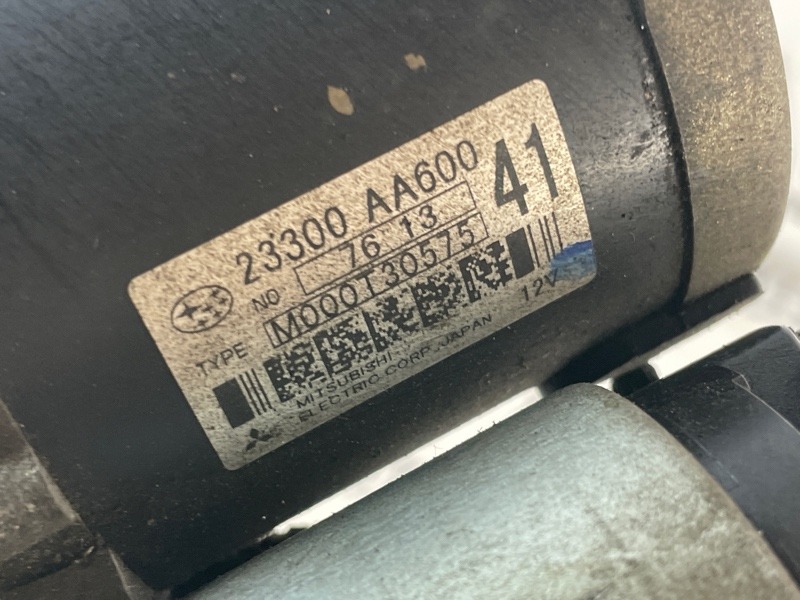 23300 AA600
41
NO 76 13
TYPE M000T30575
MITSUBISHI
ELECTRIC CORP. JAPAN
12V